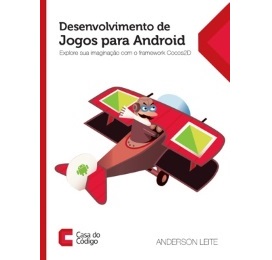 Desenvolvimento de
Jogos para Android
Explore sua imaginação com o framework Cocos2D
Casa do
Código
ANDERSON LEITE